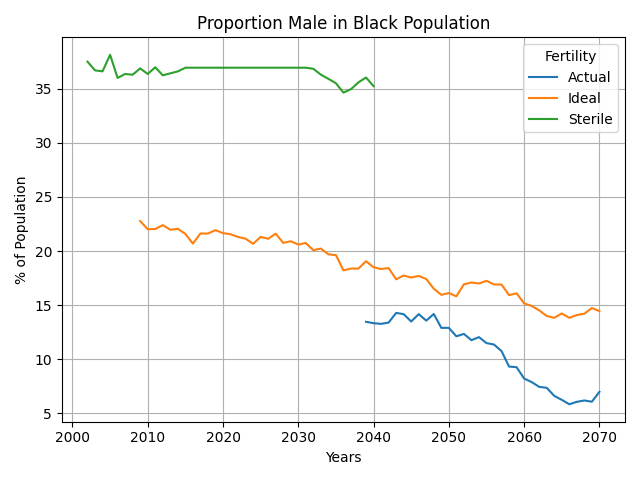 Proportion Male in Black Population
Fertility
Actual
Ideal
Sterile
% of Population
35
30
25
20
15
10
5
2000 2010 2020 2030 2040 2050 2060 2070
Years